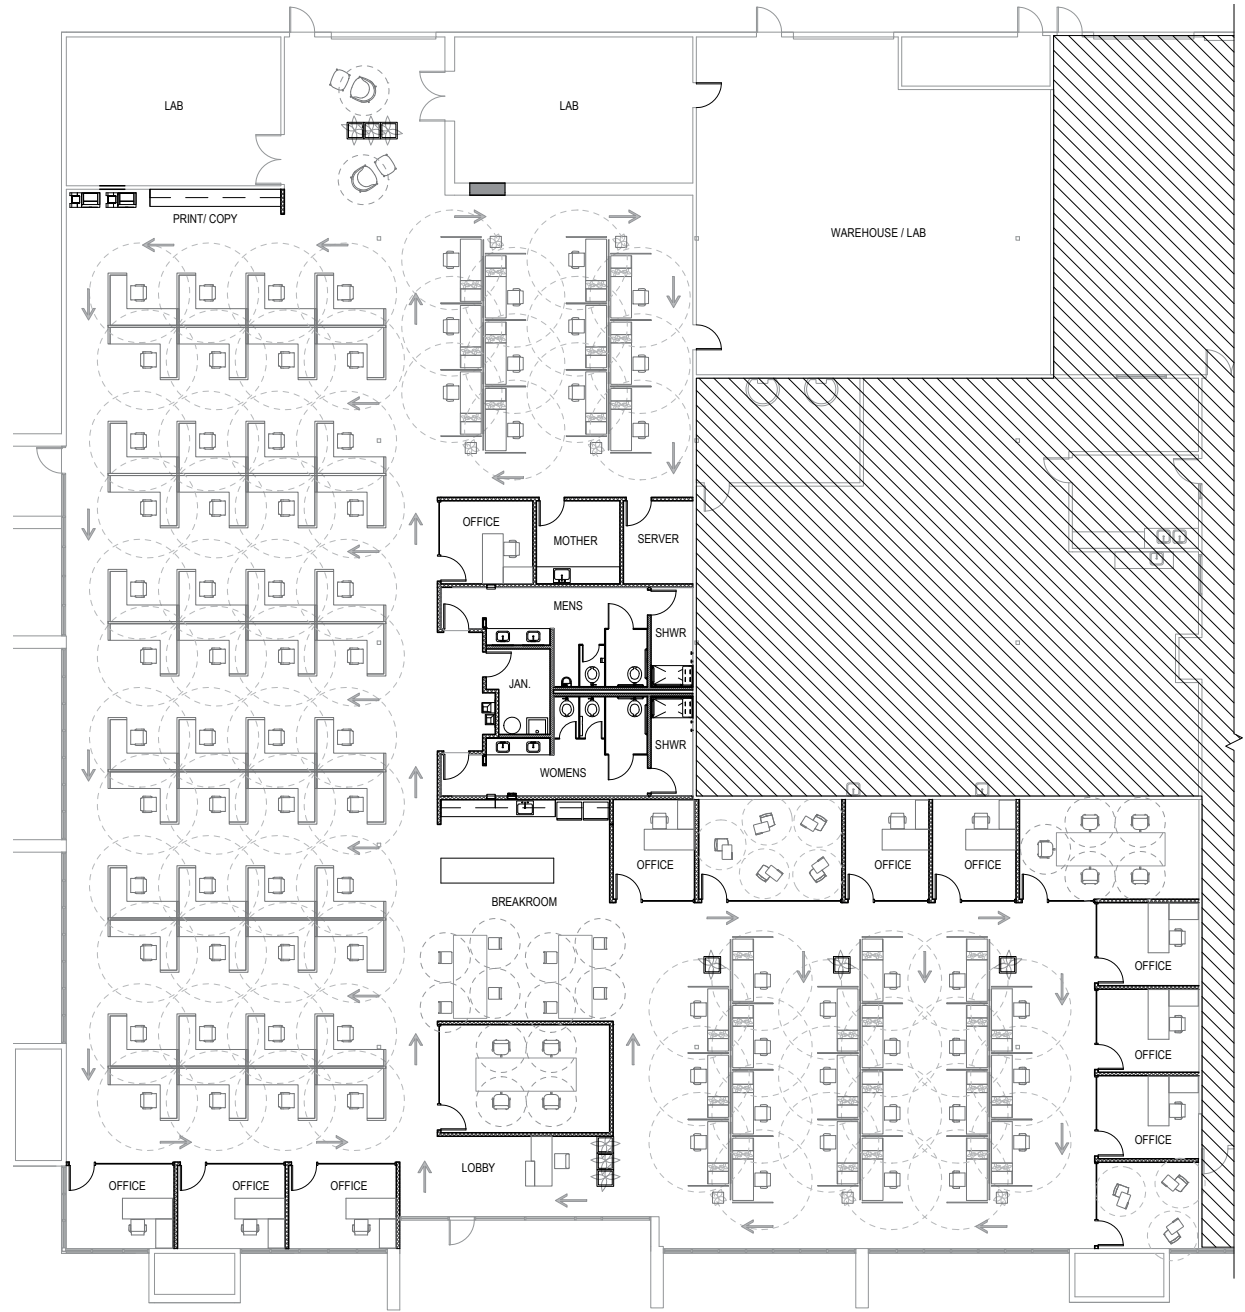 LAB
LAB
PRINT/ COPY
WAREHOUSE / LAB
OFFICE
MOTHER
SERVER
MENS
SHWR
JAN.
SHWR
WOMENS
OFFICE
OFFICE
OFFICE
BREAKROOM
OFFICE
OFFICE
OFFICE
LOBBY
OFFICE
OFFICE
OFFICE